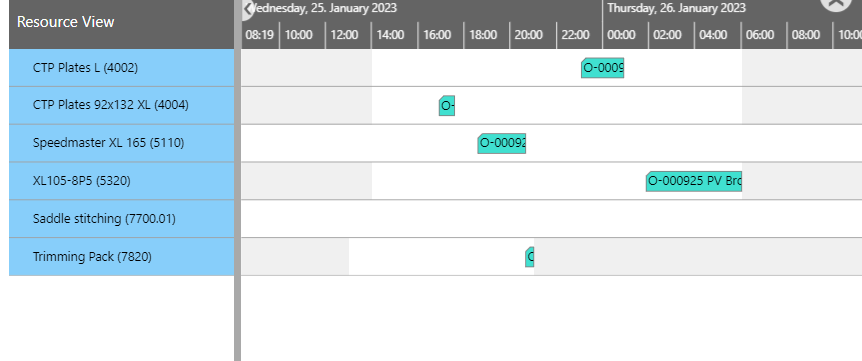 Resource View
Wednesday, 25. January 2023
Thursday, 26. January 2023
08:19 10:00 12:00 14:00 16:00 18:00 20:00 22:00 00:00 02:00 04:00 06:00 08:00 10:00
CTP Plates L (4002)
O-0009
CTP Plates 92x132 XL (4004)
O-
Speedmaster XL 165 (5110)
O-00092
XL105-8P5 (5320)
O-000925 PV Bro
Saddle stitching (7700.01)
Trimming Pack (7820)